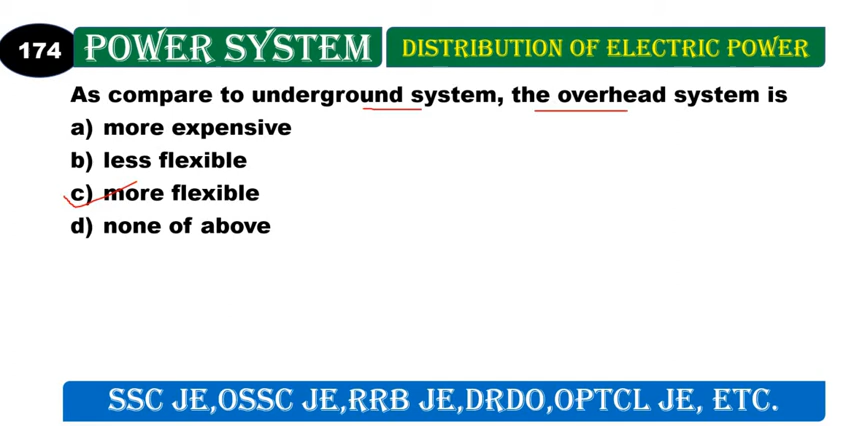 174
POWER SYSTEM
DISTRIBUTION OF ELECTRIC POWER
As compare to underground system, the overhead system is
a) more expensive
b) less flexible
c) more flexible
d) none of above
SSC JE,OSSC JE,RRB JE,DRDO,OPTCL JE, ETC.